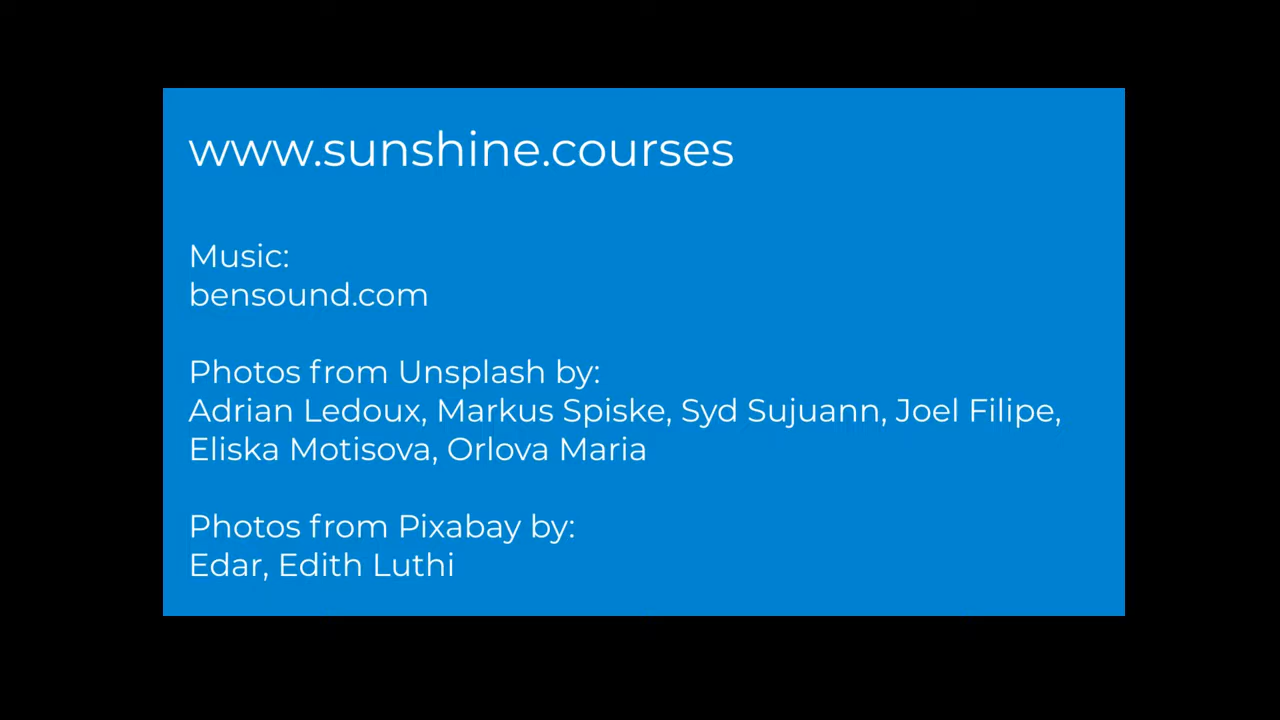 www.sunshine.courses
Music:
bensound.com
Photos from Unsplash by:
Adrian Ledoux, Markus Spiske, Syd Sujuann, Joel Filipe,
Eliska Motisova, Orlova Maria
Photos from Pixabay by:
Edar, Edith Luthi